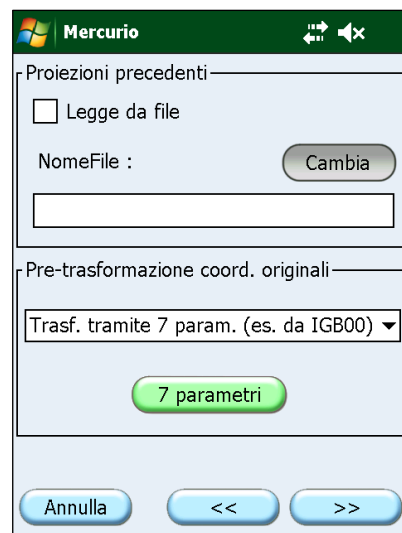 Mercurio
Proiezioni precedenti
Legge da file
NomeFile :
Cambia
Pre-trasformazione coord. originali
Trasf. tramite 7 param. (es. da IGB00)
7 parametri
Annulla
<<
>>